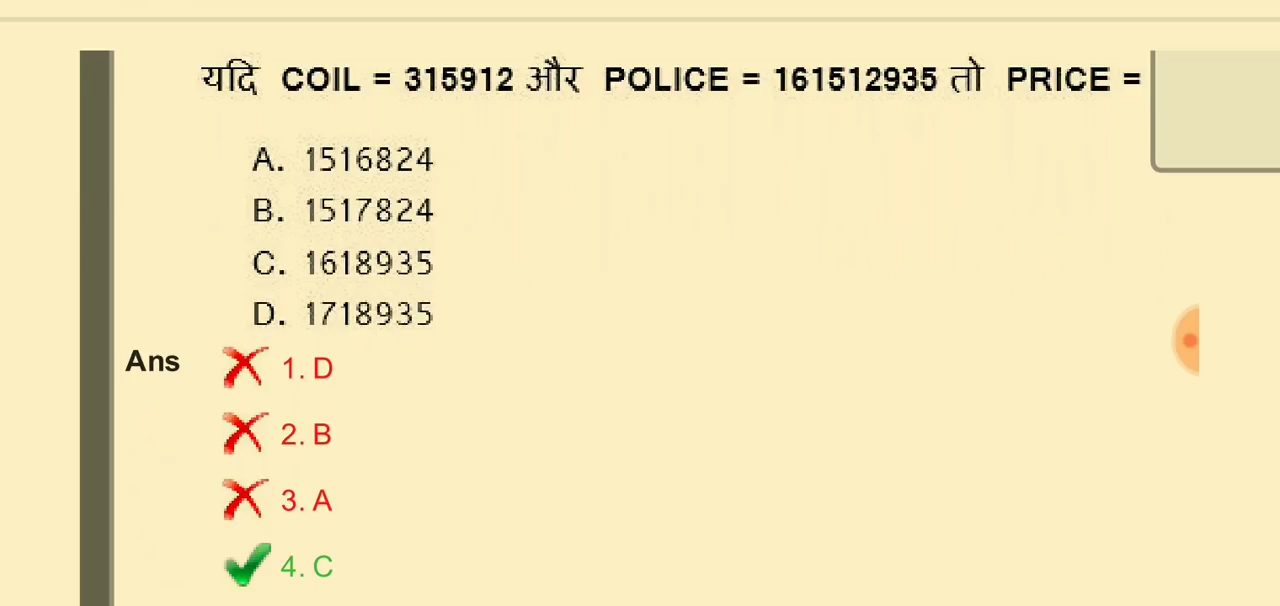 यदि COIL = 315912 और POLICE = 161512935 तो PRICE =
A. 1516824
B. 1517824
C. 1618935
D. 1718935
Ans 1. D
2. B
3. A
4. C